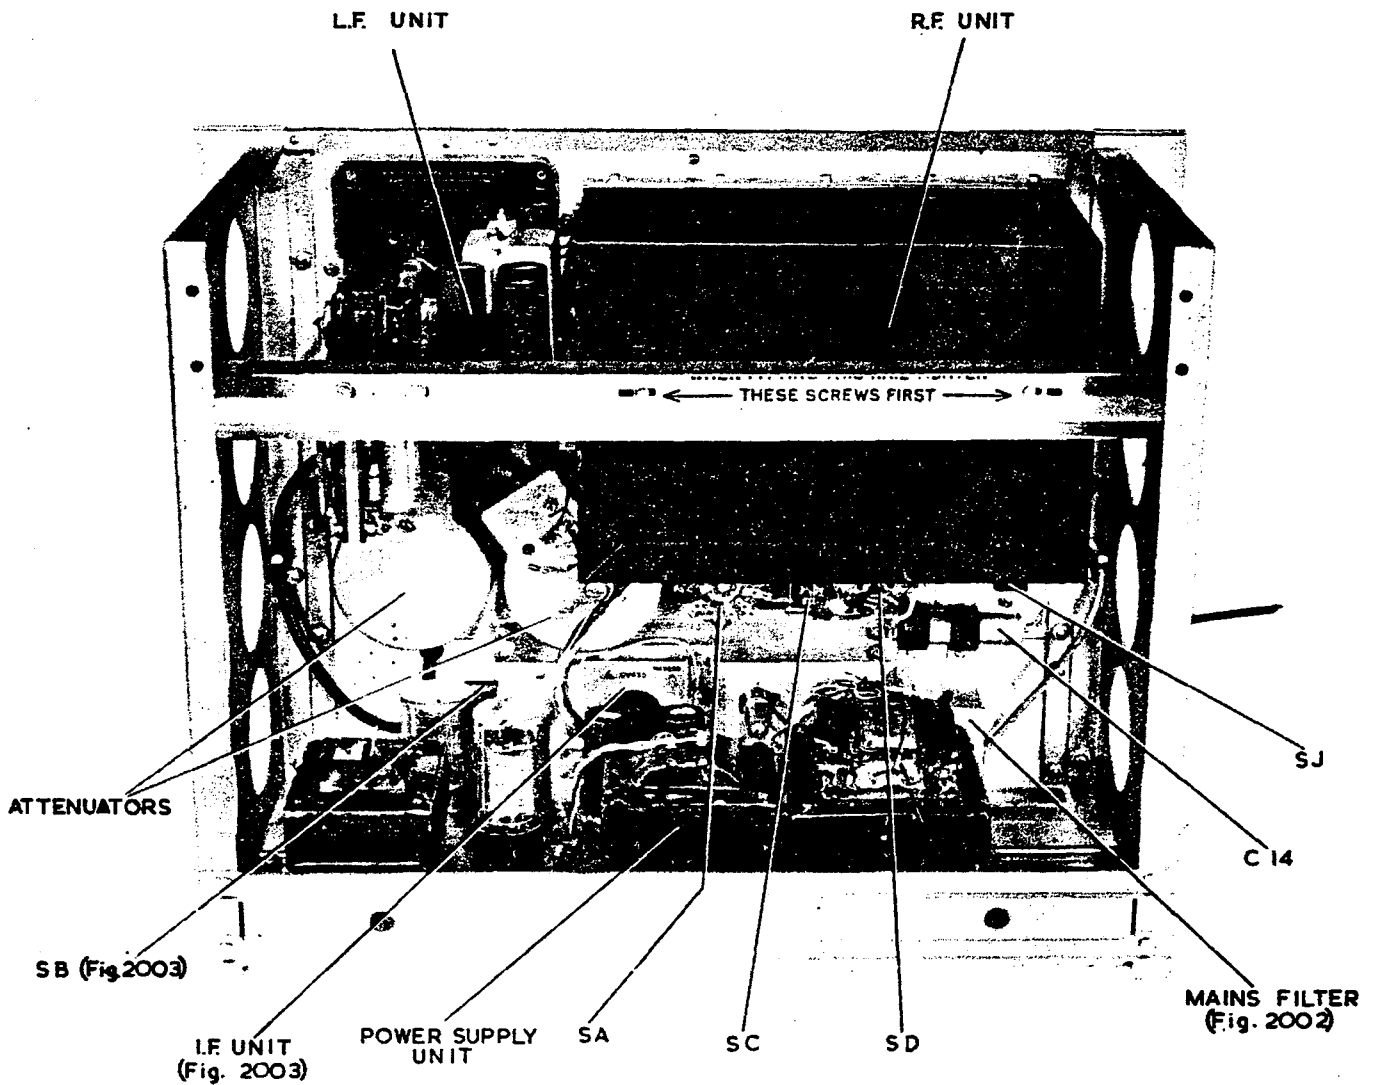 L.F. UNIT
R.F. UNIT
THESE SCREWS FIRST
SJ
ATTENUATORS
C 14
SB (Fig. 2003)
MAINS FILTER
(Fig. 2002)
POWER SUPPLY
UNIT
SA
SC
SD
I.F. UNIT
(Fig. 2003)